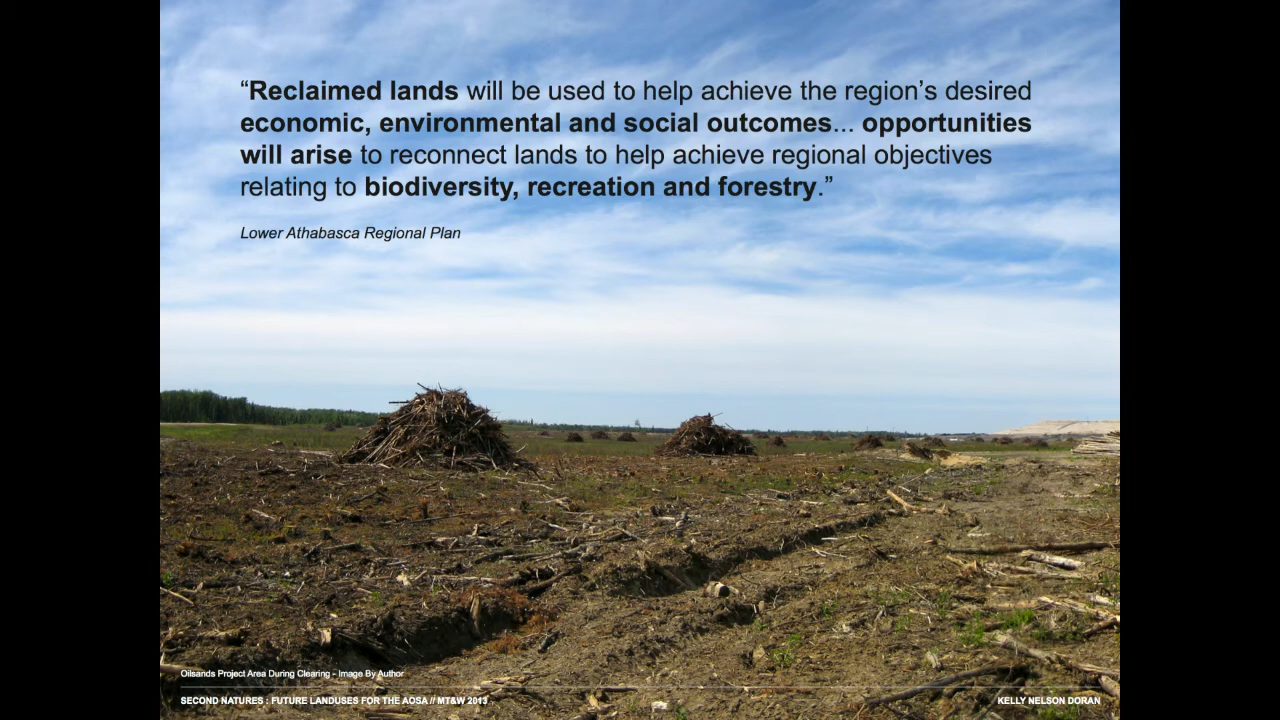 “Reclaimed lands will be used to help achieve the region’s desired
economic, environmental and social outcomes... opportunities
will arise to reconnect lands to help achieve regional objectives
relating to biodiversity, recreation and forestry.”
Lower Athabasca Regional Plan
Oilsands Project Area During Clearing - Image By Author
SECOND NATURES : FUTURE LANDUSES FOR THE AOSA // MT&W 2013
KELLY NELSON DORAN